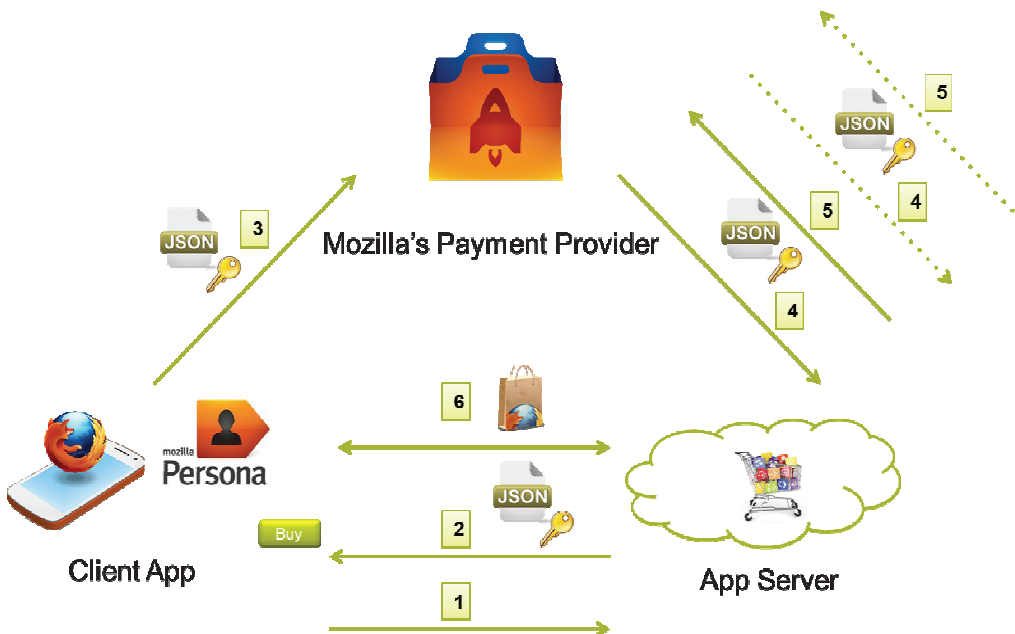 5
JSON
4
JSON
3
JSON
5
Mozilla's Payment Provider
4
6
mozilla
Persona
JSON
Buy
2
Client App
App Server
1